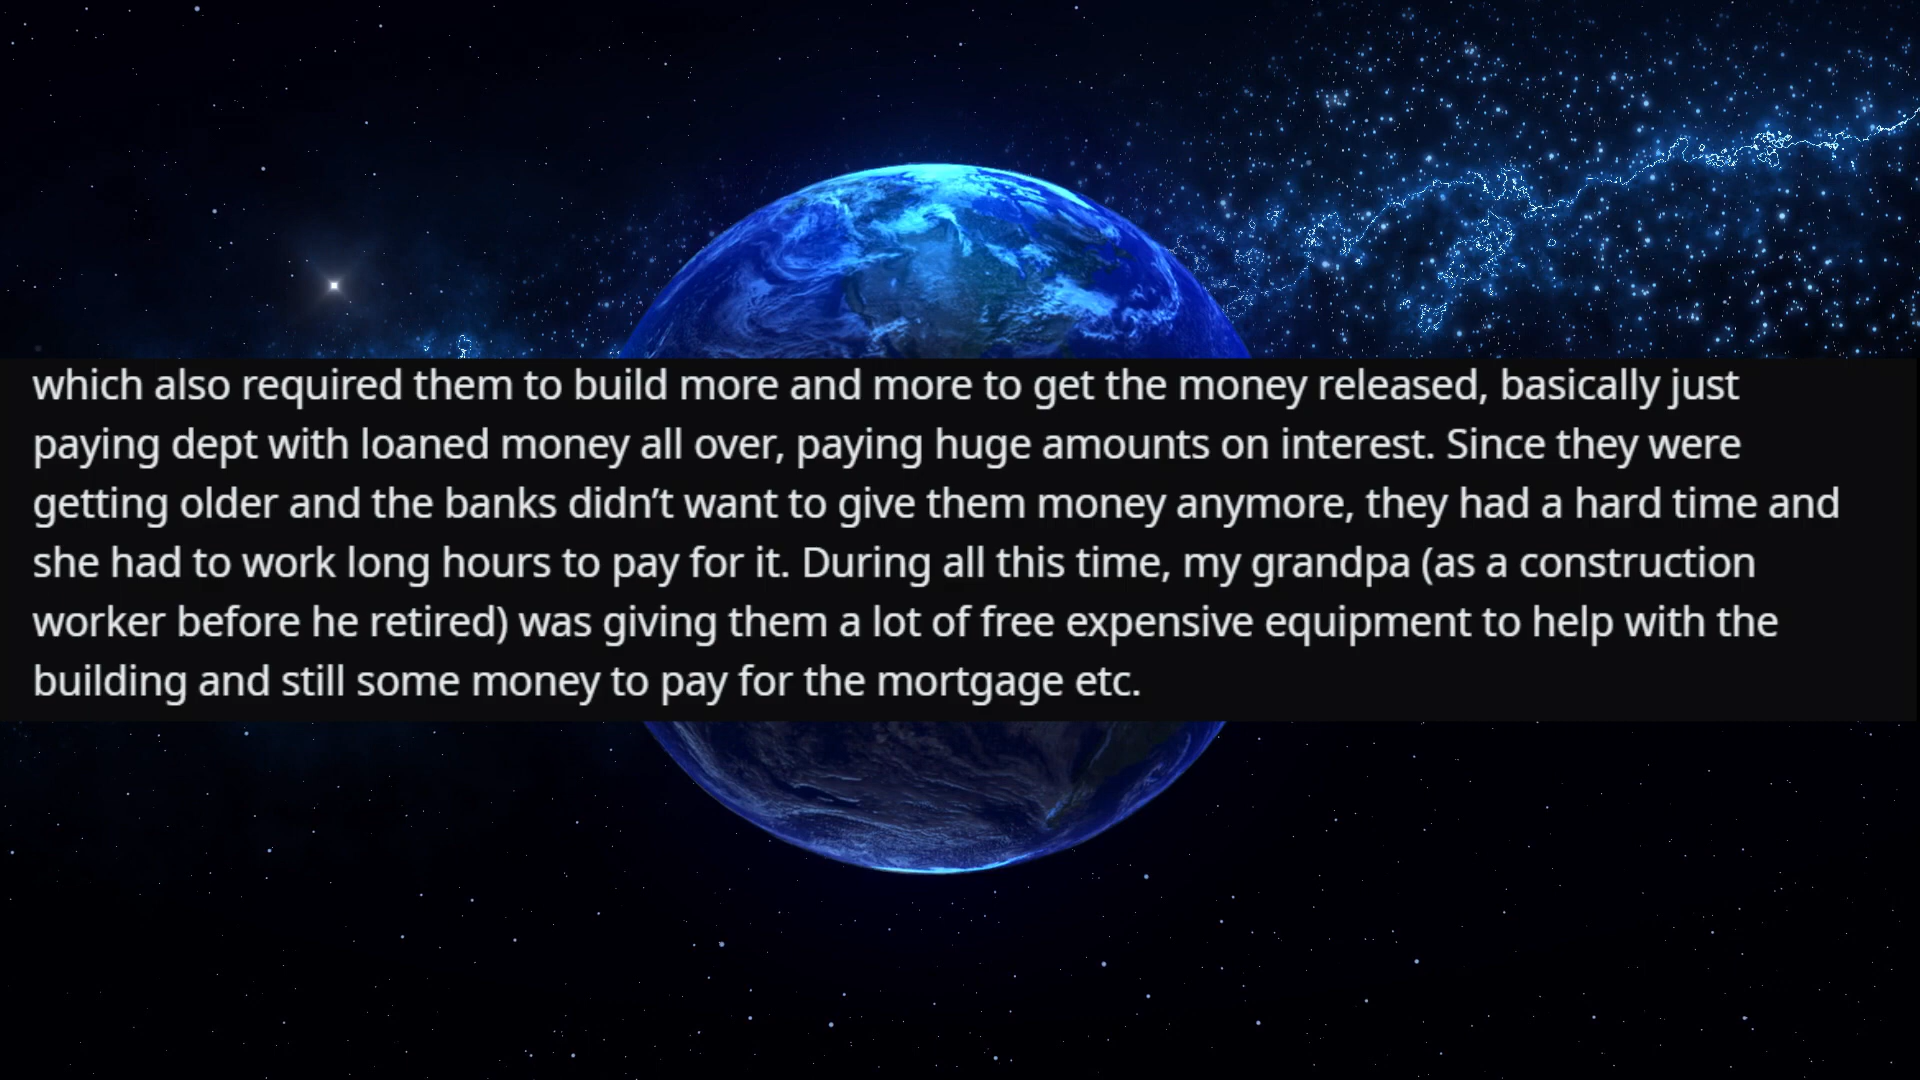 which also required them to build more and more to get the money released, basically just
paying dept with loaned money all over, paying huge amounts on interest. Since they were
getting older and the banks didn’t want to give them money anymore, they had a hard time and
she had to work long hours to pay for it. During all this time, my grandpa (as a construction
worker before he retired) was giving them a lot of free expensive equipment to help with the
building and still some money to pay for the mortgage etc.